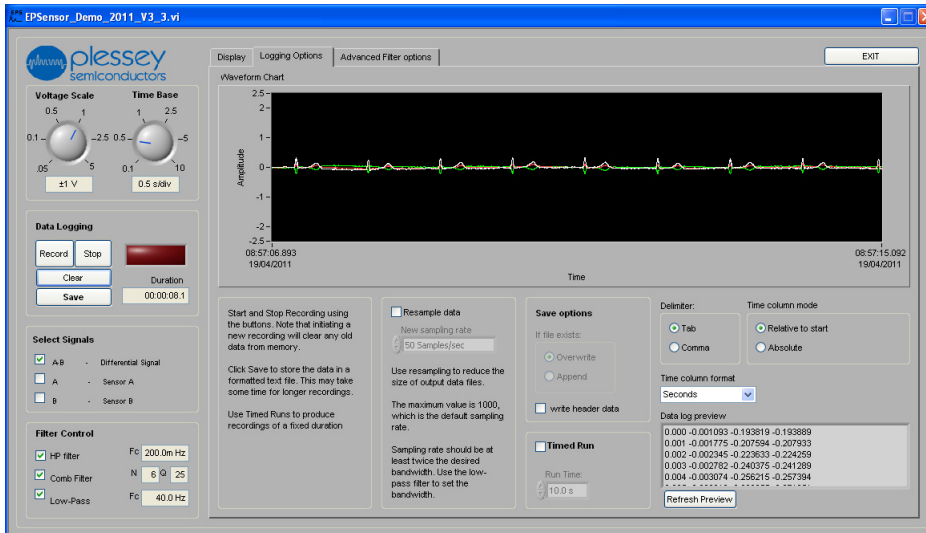 EPSensor_Demo_2011_V3_3.vi
plessey
semiconductors
Display
Logging Options
Advanced Filter options
EXIT
Waveform Chart
Voltage Scale
0.5 1
0.1 2.5
.05 5
±1 V
Time Base
1 2.5
0.5 5
0.1 10
0.5 s/div
Amplitude
2.5
2
1
0
-1
-2
-2.5
08:57:06.893
19/04/2011
08:57:15.092
19/04/2011
Time
Data Logging
Record Stop
Clear
Save
Duration
00:00:08.1
Select Signals
A-B - Differential Signal
A - Sensor A
B - Sensor B
Filter Control
HP filter Fc 200.0m Hz
Comb Filter N 6 Q 25
Low-Pass Fc 40.0 Hz
Start and Stop Recording using
the buttons. Note that initiating a
new recording will clear any old
data from memory.
Click Save to store the data in a
formatted text file. This may take
some time for longer recordings.
Use Timed Runs to produce
recordings of a fixed duration
Resample data
New sampling rate
50 Samples/sec
Use resampling to reduce the
size of output data files.
The maximum value is 1000,
which is the default sampling
rate.
Sampling rate should be at
least twice the desired
bandwidth. Use the low-
pass filter to set the
bandwidth.
Save options
If file exists:
Overwrite
Append
write header data
Timed Run
Run Time:
10.0 s
Delimiter:
Tab
Comma
Time column mode
Relative to start
Absolute
Time column format
Seconds
Data log preview
0.000 -0.001093 -0.193819 -0.193889
0.001 -0.001775 -0.207594 -0.207933
0.002 -0.002345 -0.223633 -0.224259
0.003 -0.002782 -0.240375 -0.241289
0.004 -0.003074 -0.256215 -0.257394
Refresh Preview